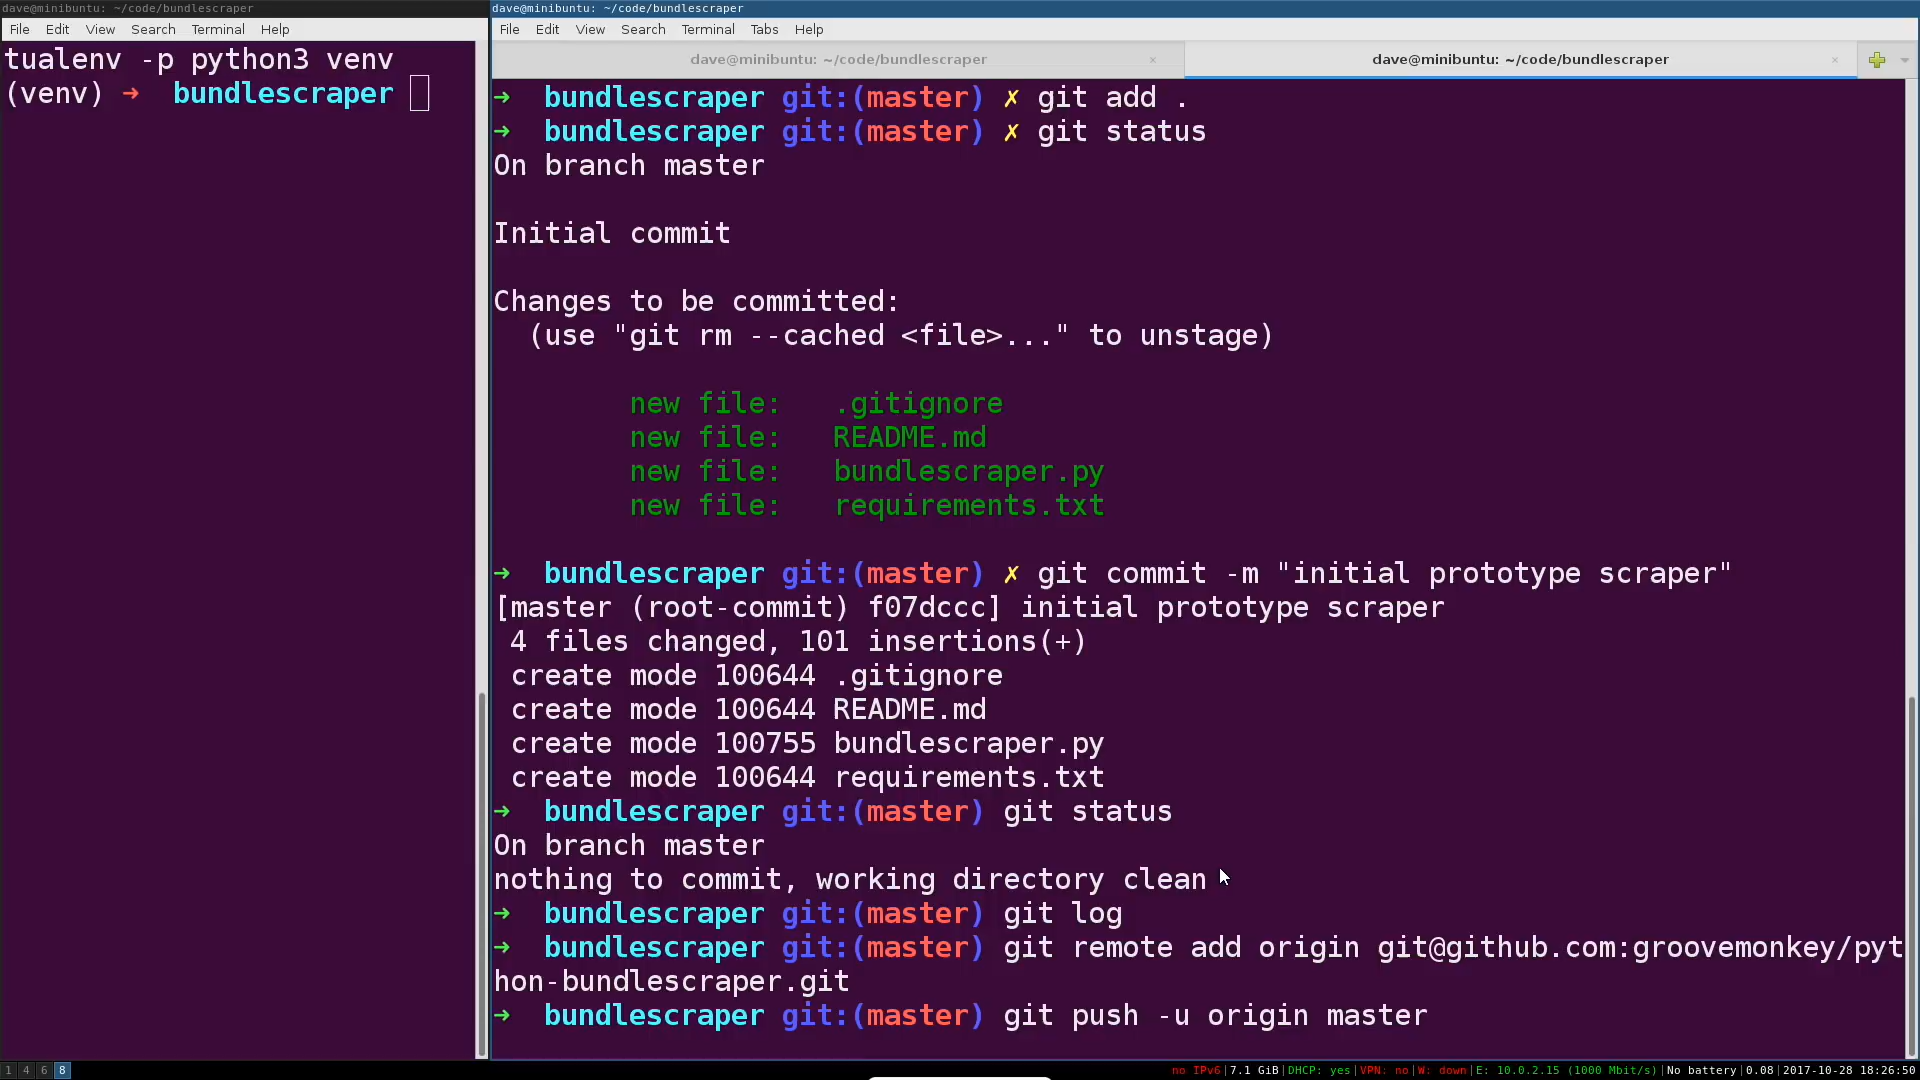 dave@minibuntu: ~/code/bundlescraper
File Edit View Search Terminal Help
tualenv -p python3 venv
(venv) ➜ bundlescraper
dave@minibuntu: ~/code/bundlescraper
File Edit View Search Terminal Tabs Help
dave@minibuntu: ~/code/bundlescraper × dave@minibuntu: ~/code/bundlescraper ×
➜ bundlescraper git:(master) ✗ git add .
➜ bundlescraper git:(master) ✗ git status
On branch master
Initial commit
Changes to be committed:
(use "git rm --cached <file>..." to unstage)
new file: .gitignore
new file: README.md
new file: bundlescraper.py
new file: requirements.txt
➜ bundlescraper git:(master) ✗ git commit -m "initial prototype scraper"
[master (root-commit) f07dccc] initial prototype scraper
4 files changed, 101 insertions(+)
create mode 100644 .gitignore
create mode 100644 README.md
create mode 100755 bundlescraper.py
create mode 100644 requirements.txt
➜ bundlescraper git:(master) git status
On branch master
nothing to commit, working directory clean
➜ bundlescraper git:(master) git log
➜ bundlescraper git:(master) git remote add origin git@github.com:groovemonkey/pyt
hon-bundlescraper.git
➜ bundlescraper git:(master) git push -u origin master
1 4 6 8
no IPv6|7.1 GiB|DHCP: yes|VPN: no|W: down|E: 10.0.2.15 (1000 Mbit/s)|No battery|0.08|2017-10-28 18:26:50